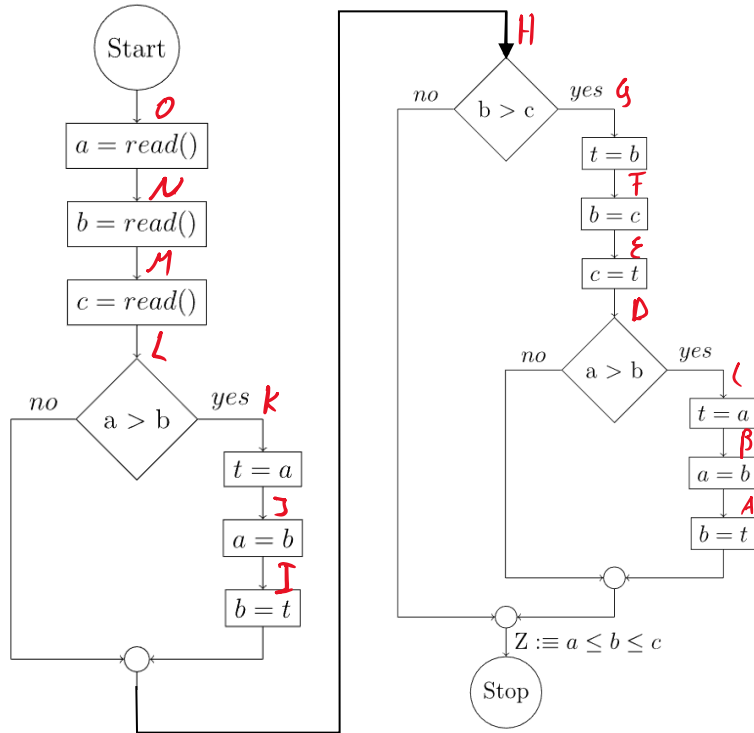 Start
O
a = read()
N
b = read()
M
c = read()
L
no
a > b
yes
K
t = a
J
a = b
I
b = t
H
no
b > c
yes
G
t = b
F
b = c
E
c = t
D
no
a > b
yes
C
t = a
B
a = b
A
b = t
Z :≡ a ≤ b ≤ c
Stop